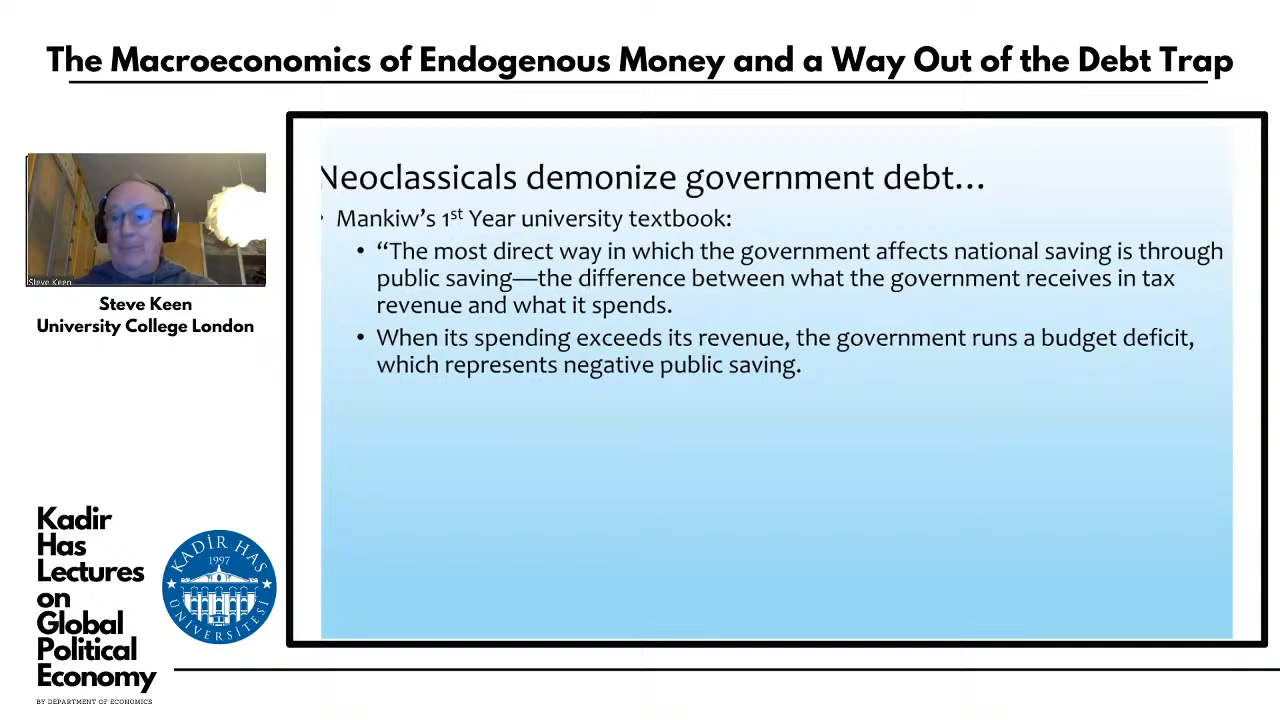 The Macroeconomics of Endogenous Money and a Way Out of the Debt Trap
Steve Keen
Steve Keen
University College London
Neoclassicals demonize government debt…
• Mankiw’s 1st Year university textbook:
• “The most direct way in which the government affects national saving is through
public saving—the difference between what the government receives in tax
revenue and what it spends.
• When its spending exceeds its revenue, the government runs a budget deficit,
which represents negative public saving.
Kadir
Has
Lectures
on
Global
Political
Economy
BY DEPARTMENT OF ECONOMICS
KADİR HAS
1997
ÜNİVERSİTESİ